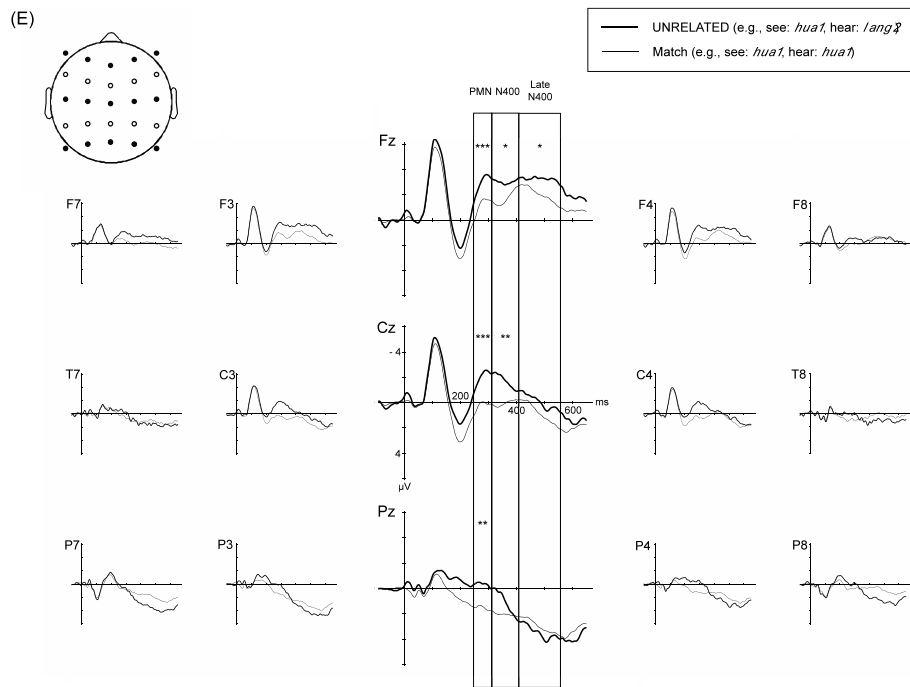 (E)
UNRELATED (e.g., see: hua1, hear: lang2)
Match (e.g., see: hua1, hear: hua1)
PMN N400 Late N400
Fz
*** * *
F7 F3 F4 F8
Cz
*** **
- 4
200 400 600 ms
4
µV
T7 C3 C4 T8
Pz
**
P7 P3 P4 P8